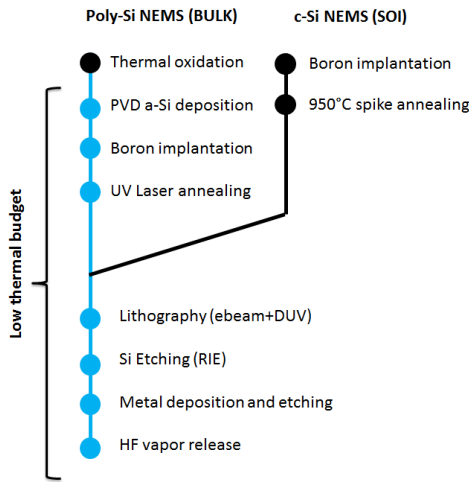 Poly-Si NEMS (BULK)
c-Si NEMS (SOI)
Thermal oxidation
Boron implantation
PVD a-Si deposition
950°C spike annealing
Boron implantation
UV Laser annealing
Low thermal budget
Lithography (ebeam+DUV)
Si Etching (RIE)
Metal deposition and etching
HF vapor release